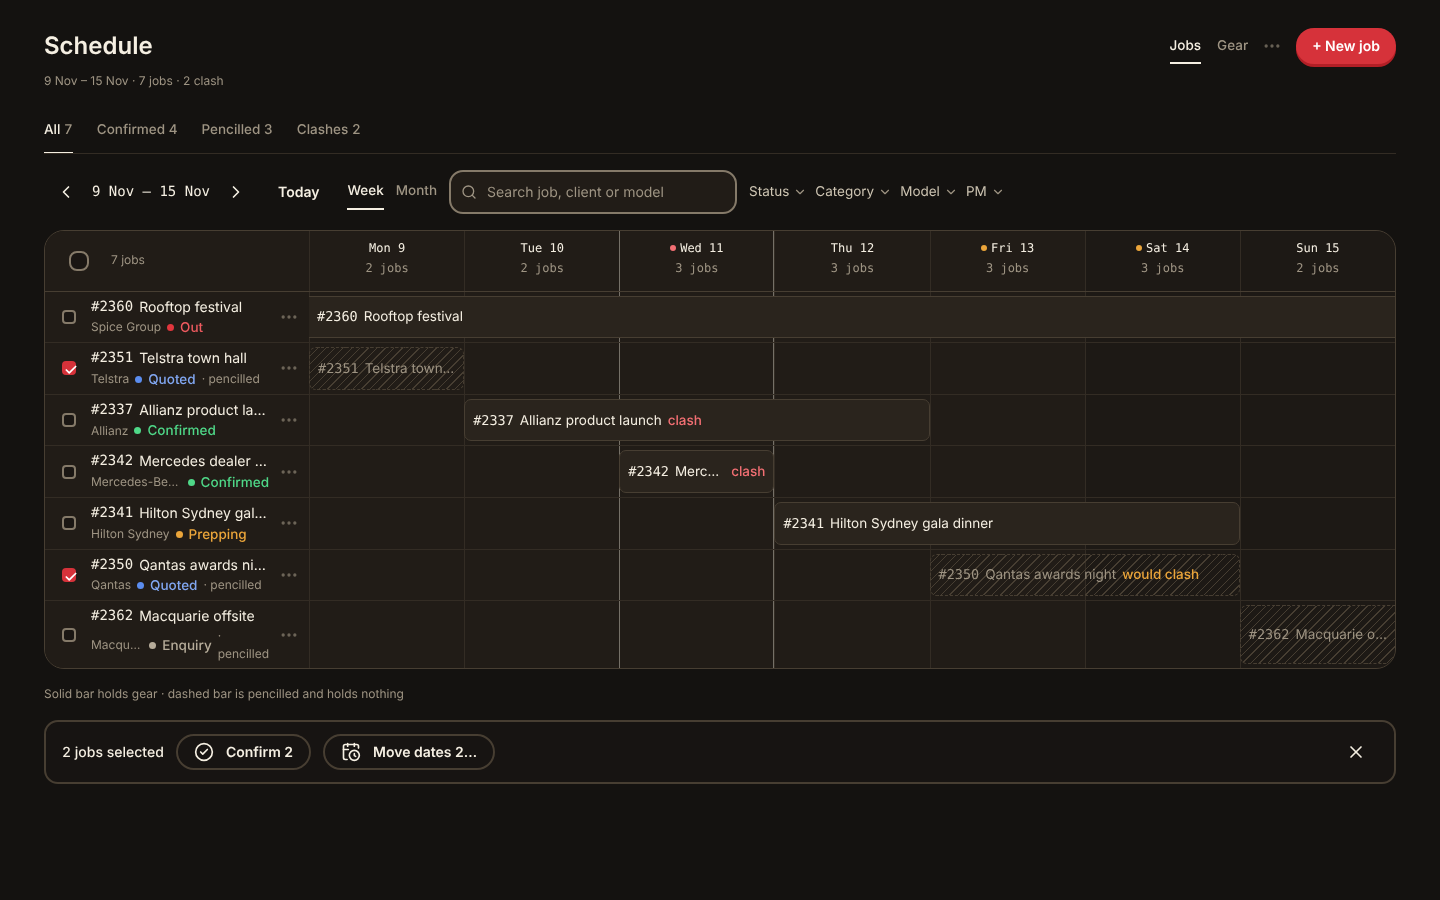 Schedule
Jobs Gear ··· + New job
9 Nov – 15 Nov · 7 jobs · 2 clash
All 7 Confirmed 4 Pencilled 3 Clashes 2
9 Nov – 15 Nov Today Week Month Search job, client or model Status Category Model PM
7 jobs
Mon 9 Tue 10 Wed 11 Thu 12 Fri 13 Sat 14 Sun 15
2 jobs 2 jobs 3 jobs 3 jobs 3 jobs 3 jobs 2 jobs
#2360 Rooftop festival
Spice Group Out
#2360 Rooftop festival
#2351 Telstra town hall
Telstra Quoted · pencilled
#2351 Telstra town...
#2337 Allianz product la...
Allianz Confirmed
#2337 Allianz product launch clash
#2342 Mercedes dealer ...
Mercedes-Be... Confirmed
#2342 Merc... clash
#2341 Hilton Sydney gal...
Hilton Sydney Prepping
#2341 Hilton Sydney gala dinner
#2350 Qantas awards ni...
Qantas Quoted · pencilled
#2350 Qantas awards night would clash
#2362 Macquarie offsite
Macqu... Enquiry · pencilled
#2362 Macquarie o...
Solid bar holds gear · dashed bar is pencilled and holds nothing
2 jobs selected Confirm 2 Move dates 2...